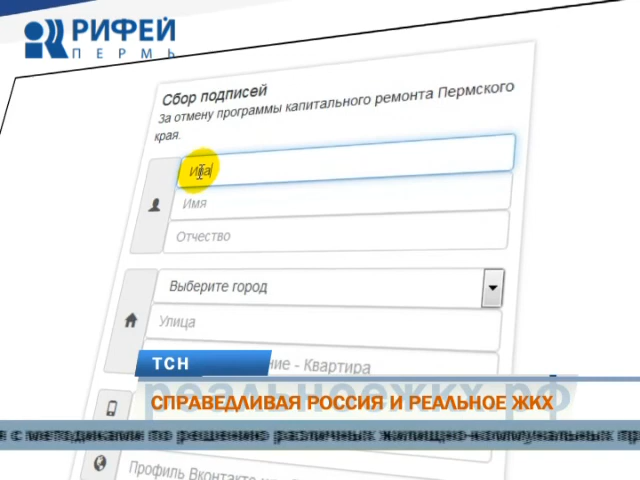 РИФЕЙ
ПЕРМЬ
Сбор подписей
За отмену программы капитального ремонта Пермского
края.
Имя
Отчество
Выберите город
Улица
ние - Квартира
ТСН
реальноежкх.рф
СПРАВЕДЛИВАЯ РОССИЯ И РЕАЛЬНОЕ ЖКХ
с методиками по решению различных жилищно-коммунальных
Профиль Вконтакте